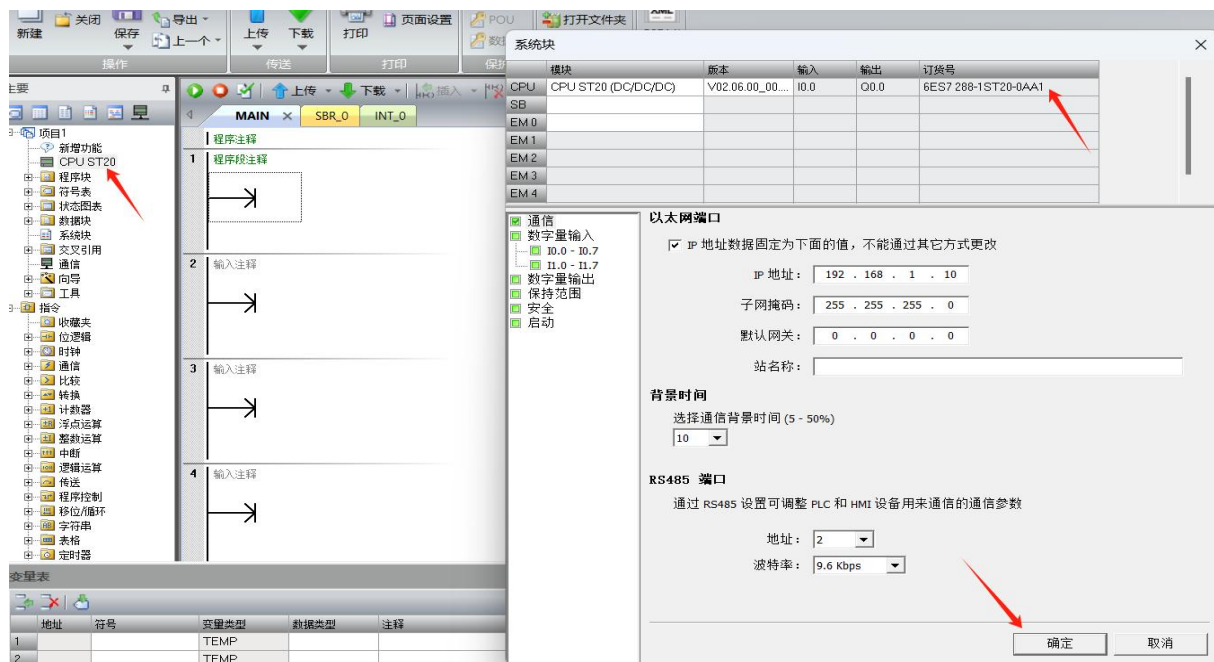 新建
关闭
保存
导出
上一个
上传
下载
打印
页面设置
POU
打开文件夹
操作
传送
打印
主要
项目1
新增功能
CPU ST20
程序块
符号表
状态图表
数据块
系统块
交叉引用
通信
向导
工具
指令
收藏夹
位逻辑
时钟
通信
比较
转换
计数器
浮点运算
整数运算
中断
逻辑运算
传送
程序控制
移位/循环
字符串
表格
定时器
上传 下载 插入
MAIN SBR_0 INT_0
程序注释
1 程序段注释
2 输入注释
3 输入注释
4 输入注释
变量表
地址 符号 变量类型 数据类型 注释
1 TEMP
2 TEMP
系统块
模块 版本 输入 输出 订货号
CPU CPU ST20 (DC/DC/DC) V02.06.00_00.... I0.0 Q0.0 6ES7 288-1ST20-0AA1
SB
EM 0
EM 1
EM 2
EM 3
EM 4
通信
数字量输入
I0.0 - I0.7
I1.0 - I1.7
数字量输出
保持范围
安全
启动
以太网端口
IP 地址数据固定为下面的值，不能通过其它方式更改
IP 地址： 192 . 168 . 1 . 10
子网掩码： 255 . 255 . 255 . 0
默认网关： 0 . 0 . 0 . 0
站名称：
背景时间
选择通信背景时间 (5 - 50%)
10
RS485 端口
通过 RS485 设置可调整 PLC 和 HMI 设备用来通信的通信参数
地址： 2
波特率： 9.6 Kbps
确定 取消